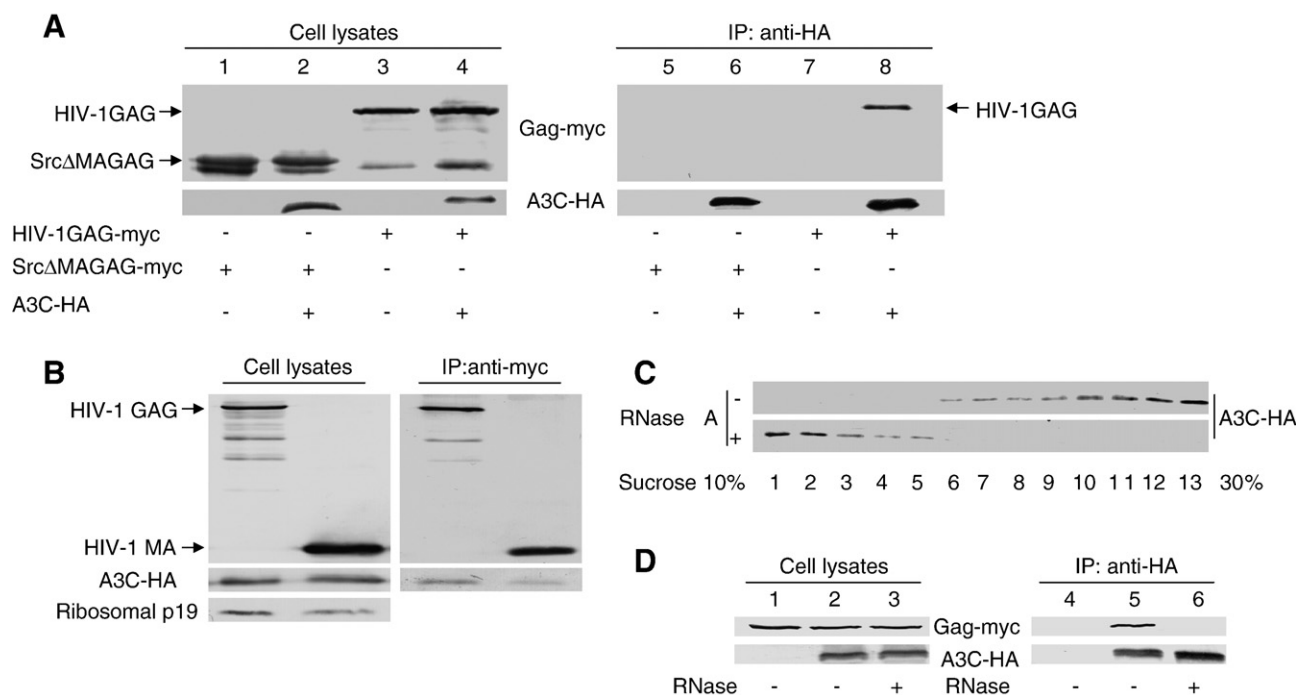 A
Cell lysates
IP: anti-HA
1 2 3 4 5 6 7 8
HIV-1GAG
Gag-myc
HIV-1GAG
SrcΔMAGAG
A3C-HA
HIV-1GAG-myc - - + + - - + +
SrcΔMAGAG-myc + + - - + + - -
A3C-HA - + - + - + - +
B
Cell lysates IP:anti-myc
HIV-1 GAG
HIV-1 MA
A3C-HA
Ribosomal p19
C
RNase A - + A3C-HA
Sucrose 10% 1 2 3 4 5 6 7 8 9 10 11 12 13 30%
D
Cell lysates IP: anti-HA
1 2 3 4 5 6
Gag-myc
A3C-HA
RNase - - + RNase - - +